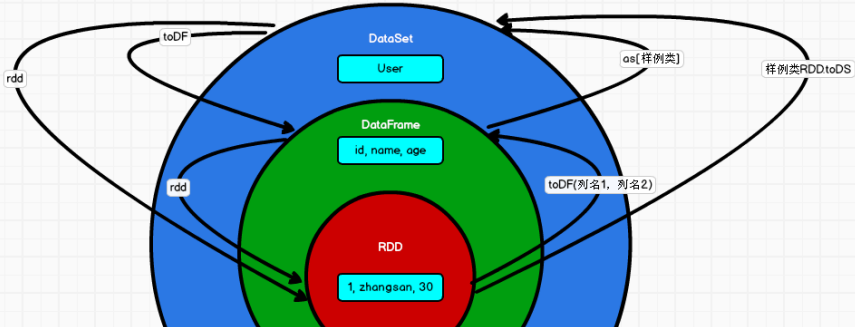 DataSet
toDF
User
as[样例类]
rdd
样例类RDD.toDS
DataFrame
id, name, age
rdd
toDF(列名1，列名2)
RDD
1, zhangsan, 30